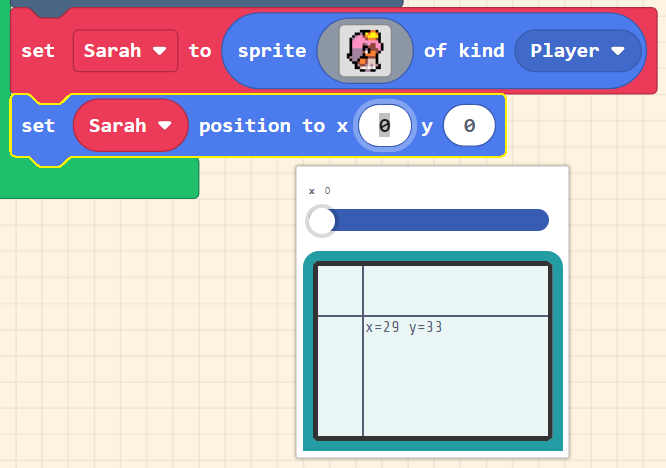 set Sarah to sprite of kind Player
set Sarah position to x 0 y 0
x 0
x=29 y=33